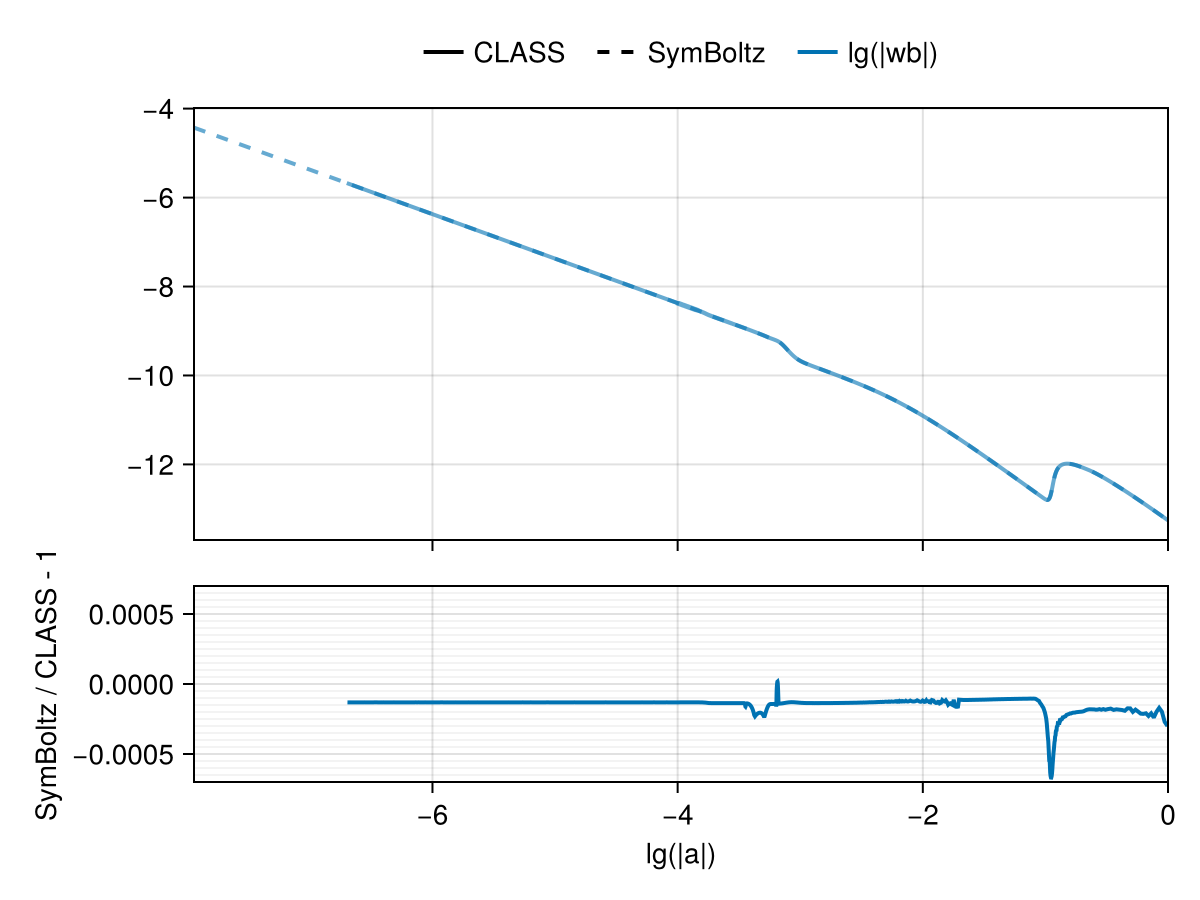 CLASS SymBoltz lg(|wb|)
−4
−6
−8
−10
−12
SymBoltz / CLASS - 1
0.0005
0.0000
−0.0005
−6 −4 −2 0
lg(|a|)